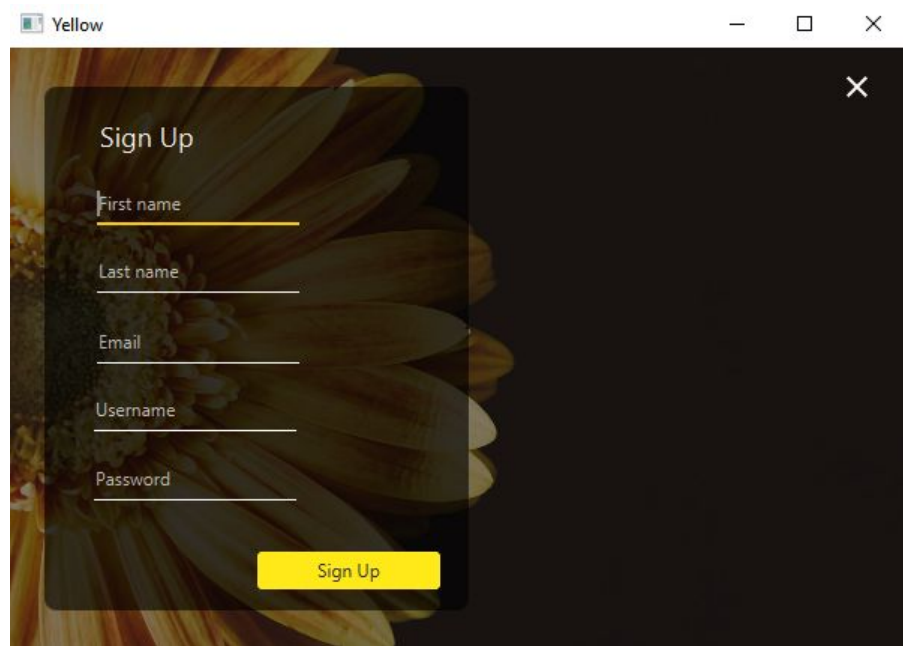 Yellow
Sign Up
First name
Last name
Email
Username
Password
Sign Up